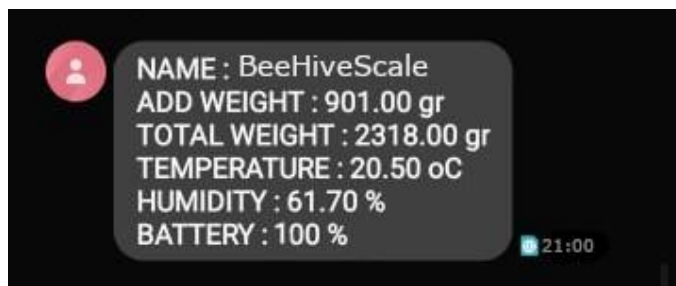 NAME : BeeHiveScale
ADD WEIGHT : 901.00 gr
TOTAL WEIGHT : 2318.00 gr
TEMPERATURE : 20.50 oC
HUMIDITY : 61.70 %
BATTERY : 100 %
21:00